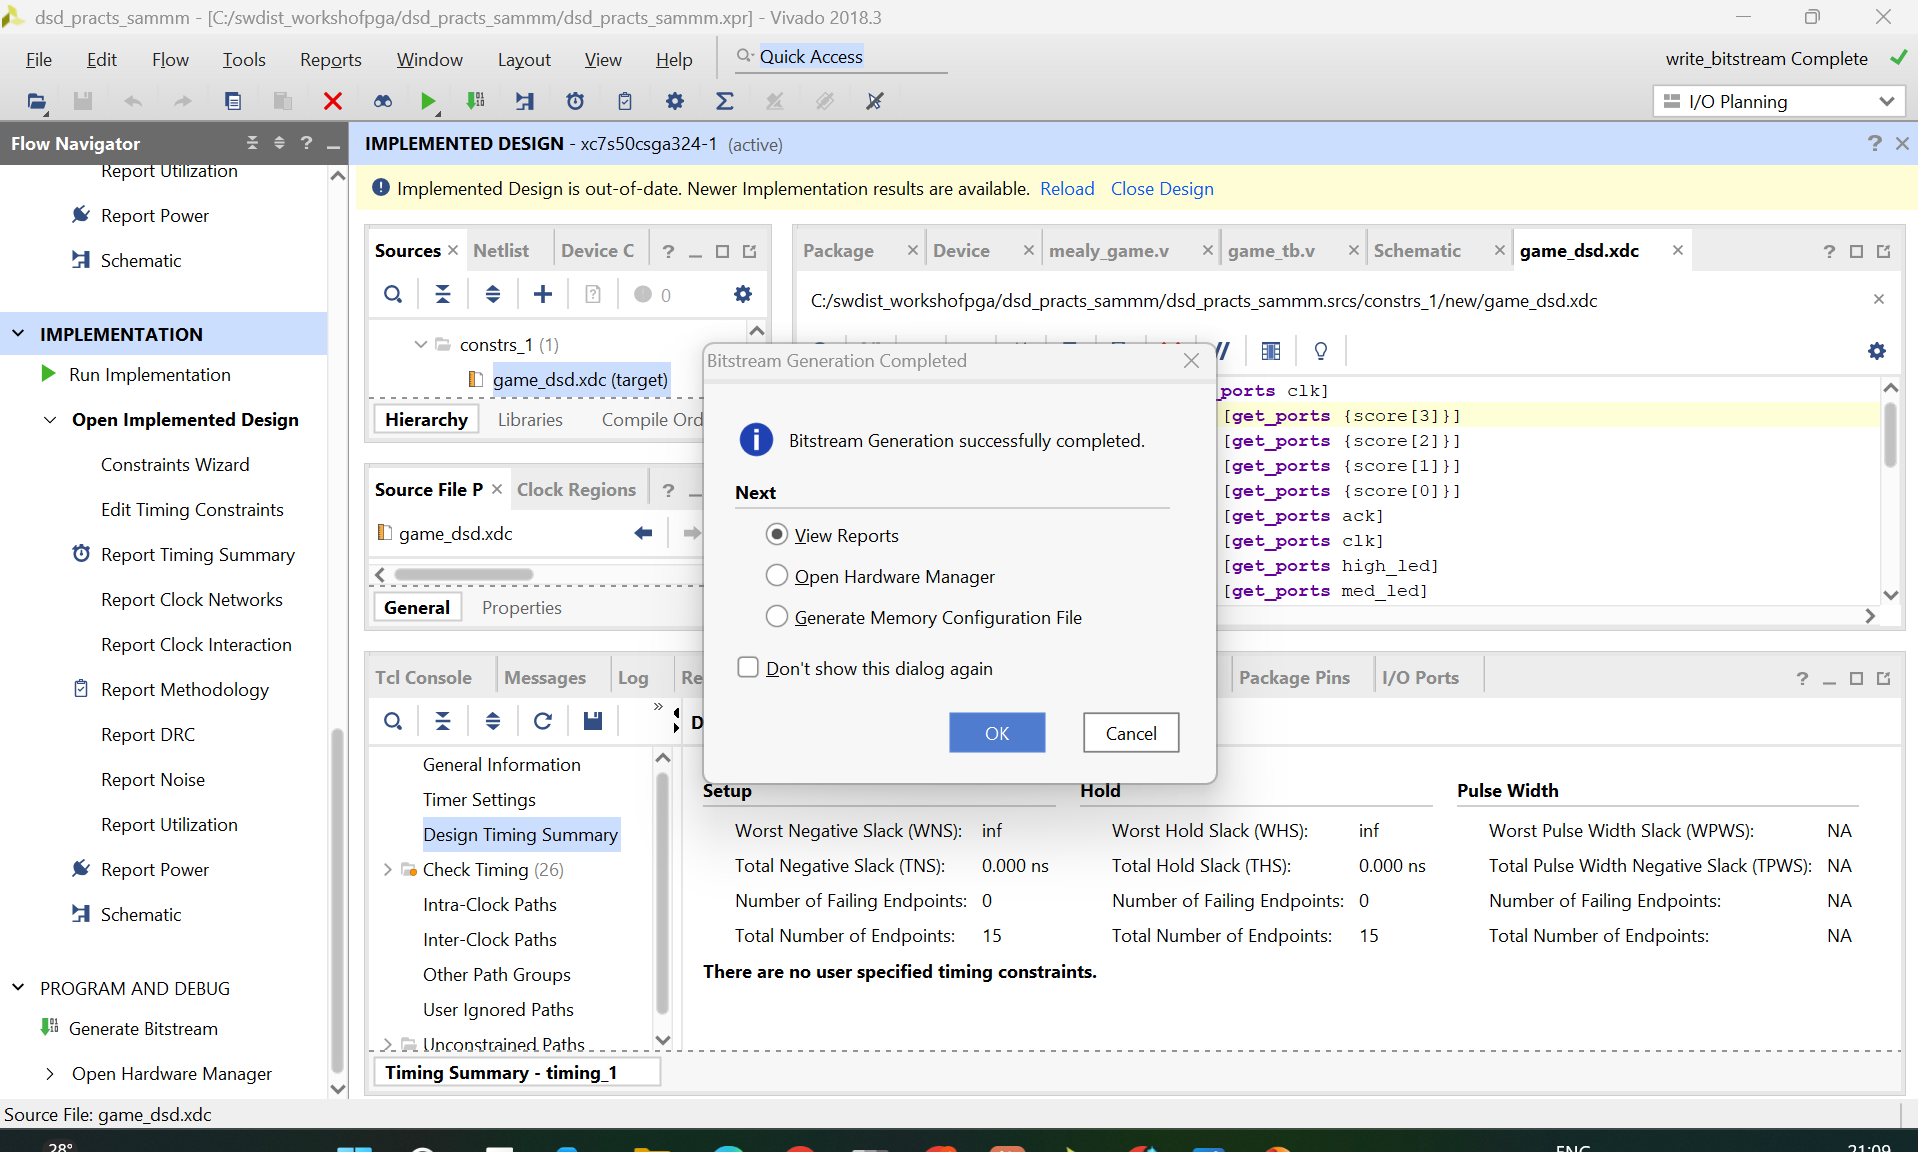 dsd_practs_sammm - [C:/swdist_workshofpga/dsd_practs_sammm/dsd_practs_sammm.xpr] - Vivado 2018.3
File Edit Flow Tools Reports Window Layout View Help Quick Access
write_bitstream Complete
I/O Planning
Flow Navigator
Report Utilization
Report Power
Schematic
IMPLEMENTATION
Run Implementation
Open Implemented Design
Constraints Wizard
Edit Timing Constraints
Report Timing Summary
Report Clock Networks
Report Clock Interaction
Report Methodology
Report DRC
Report Noise
Report Utilization
Report Power
Schematic
PROGRAM AND DEBUG
Generate Bitstream
Open Hardware Manager
IMPLEMENTED DESIGN - xc7s50csga324-1 (active)
Implemented Design is out-of-date. Newer Implementation results are available. Reload Close Design
Sources Netlist Device C
0
constrs_1 (1)
game_dsd.xdc (target)
Hierarchy Libraries Compile Ord
Source File P Clock Regions
game_dsd.xdc
General Properties
Package Device mealy_game.v game_tb.v Schematic game_dsd.xdc
C:/swdist_workshofpga/dsd_practs_sammm/dsd_practs_sammm.srcs/constrs_1/new/game_dsd.xdc
_ports clk]
[get_ports {score[3]}]
[get_ports {score[2]}]
[get_ports {score[1]}]
[get_ports {score[0]}]
[get_ports ack]
[get_ports clk]
[get_ports high_led]
[get_ports med_led]
Bitstream Generation Completed
Bitstream Generation successfully completed.
Next
View Reports
Open Hardware Manager
Generate Memory Configuration File
Don't show this dialog again
OK Cancel
Tcl Console Messages Log Re Package Pins I/O Ports
D
General Information
Timer Settings
Design Timing Summary
Check Timing (26)
Intra-Clock Paths
Inter-Clock Paths
Other Path Groups
User Ignored Paths
Unconstrained Paths
Setup Hold Pulse Width
Worst Negative Slack (WNS): inf Worst Hold Slack (WHS): inf Worst Pulse Width Slack (WPWS): NA
Total Negative Slack (TNS): 0.000 ns Total Hold Slack (THS): 0.000 ns Total Pulse Width Negative Slack (TPWS): NA
Number of Failing Endpoints: 0 Number of Failing Endpoints: 0 Number of Failing Endpoints: NA
Total Number of Endpoints: 15 Total Number of Endpoints: 15 Total Number of Endpoints: NA
There are no user specified timing constraints.
Timing Summary - timing_1
Source File: game_dsd.xdc
28°
ENG
21:09